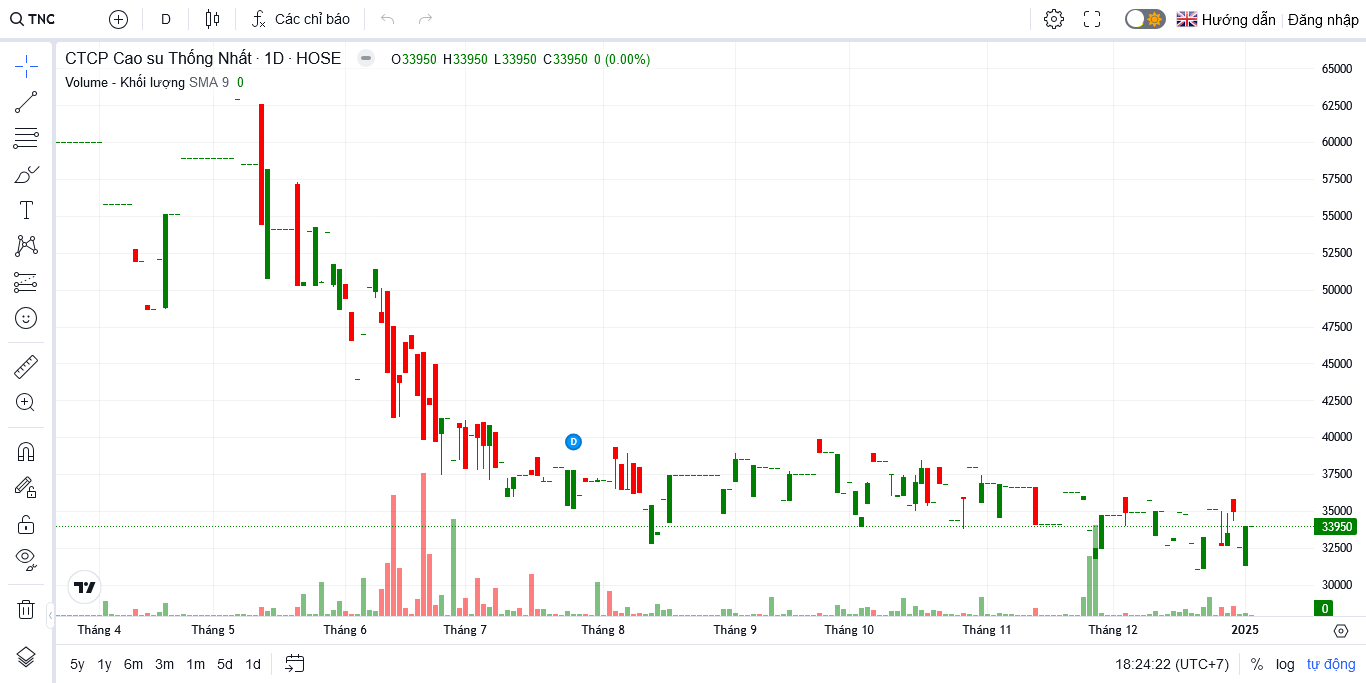 TNC D Các chỉ báo Hướng dẫn Đăng nhập
CTCP Cao su Thống Nhất · 1D · HOSE O33950 H33950 L33950 C33950 0 (0.00%)
Volume - Khối lượng SMA 9 0
65000
62500
60000
57500
55000
52500
50000
47500
45000
42500
40000
D
37500
35000
33950
32500
30000
0
Tháng 4 Tháng 5 Tháng 6 Tháng 7 Tháng 8 Tháng 9 Tháng 10 Tháng 11 Tháng 12 2025
5y 1y 6m 3m 1m 5d 1d 18:24:22 (UTC+7) % log tự động